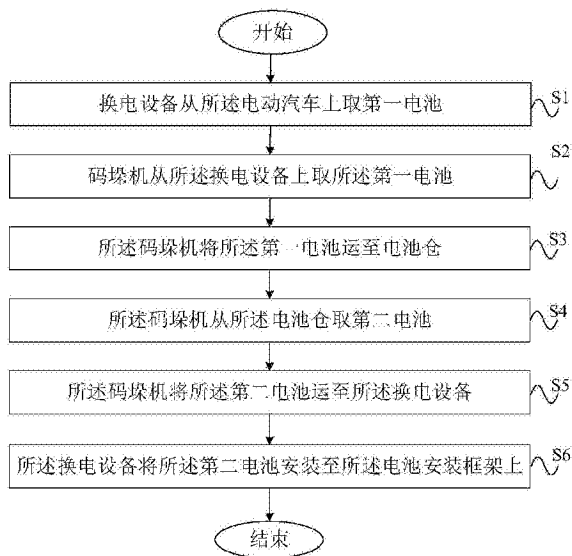 开始
换电设备从所述电动汽车上取第一电池
S1
码垛机从所述换电设备上取所述第一电池
S2
所述码垛机将所述第一电池运至电池仓
S3
所述码垛机从所述电池仓取第二电池
S4
所述码垛机将所述第二电池运至所述换电设备
S5
所述换电设备将所述第二电池安装至所述电池安装框架上
S6
结束